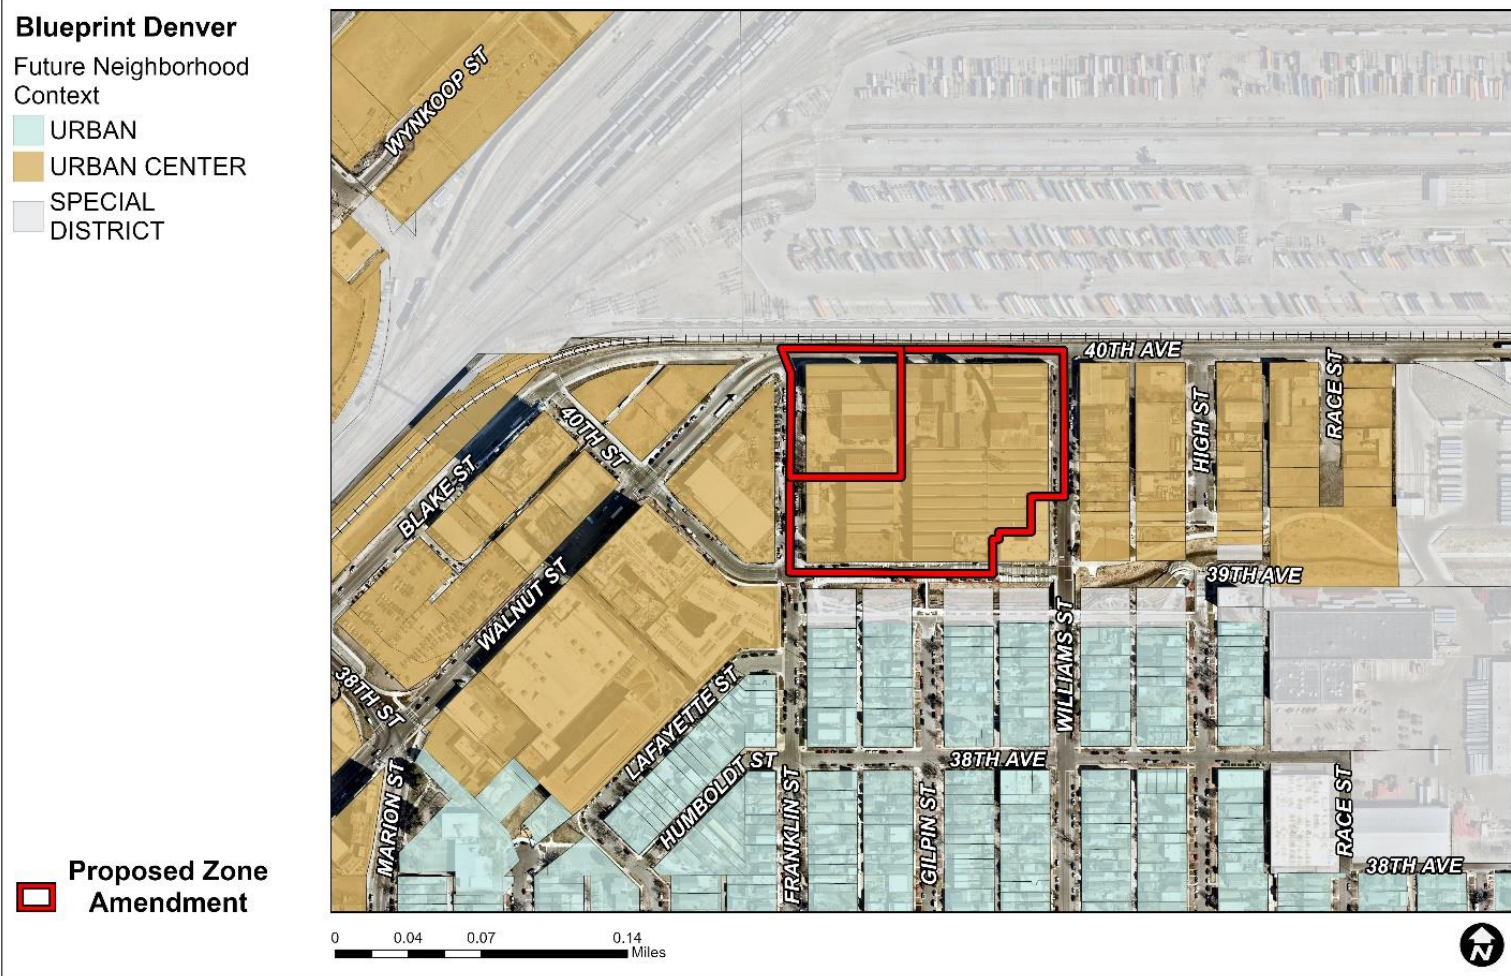 Blueprint Denver
Future Neighborhood
Context
URBAN
URBAN CENTER
SPECIAL
DISTRICT
Proposed Zone
Amendment
WYNKOOP ST
40TH AVE
RACE ST
HIGH ST
40TH ST
BLAKE ST
WALNUT ST
39TH AVE
WILLIAMS ST
38TH ST
LAFAYETTE ST
HUMBOLDT ST
38TH AVE
MARION ST
FRANKLIN ST
GILPIN ST
RACE ST
38TH AVE
0 0.04 0.07 0.14
Miles
N